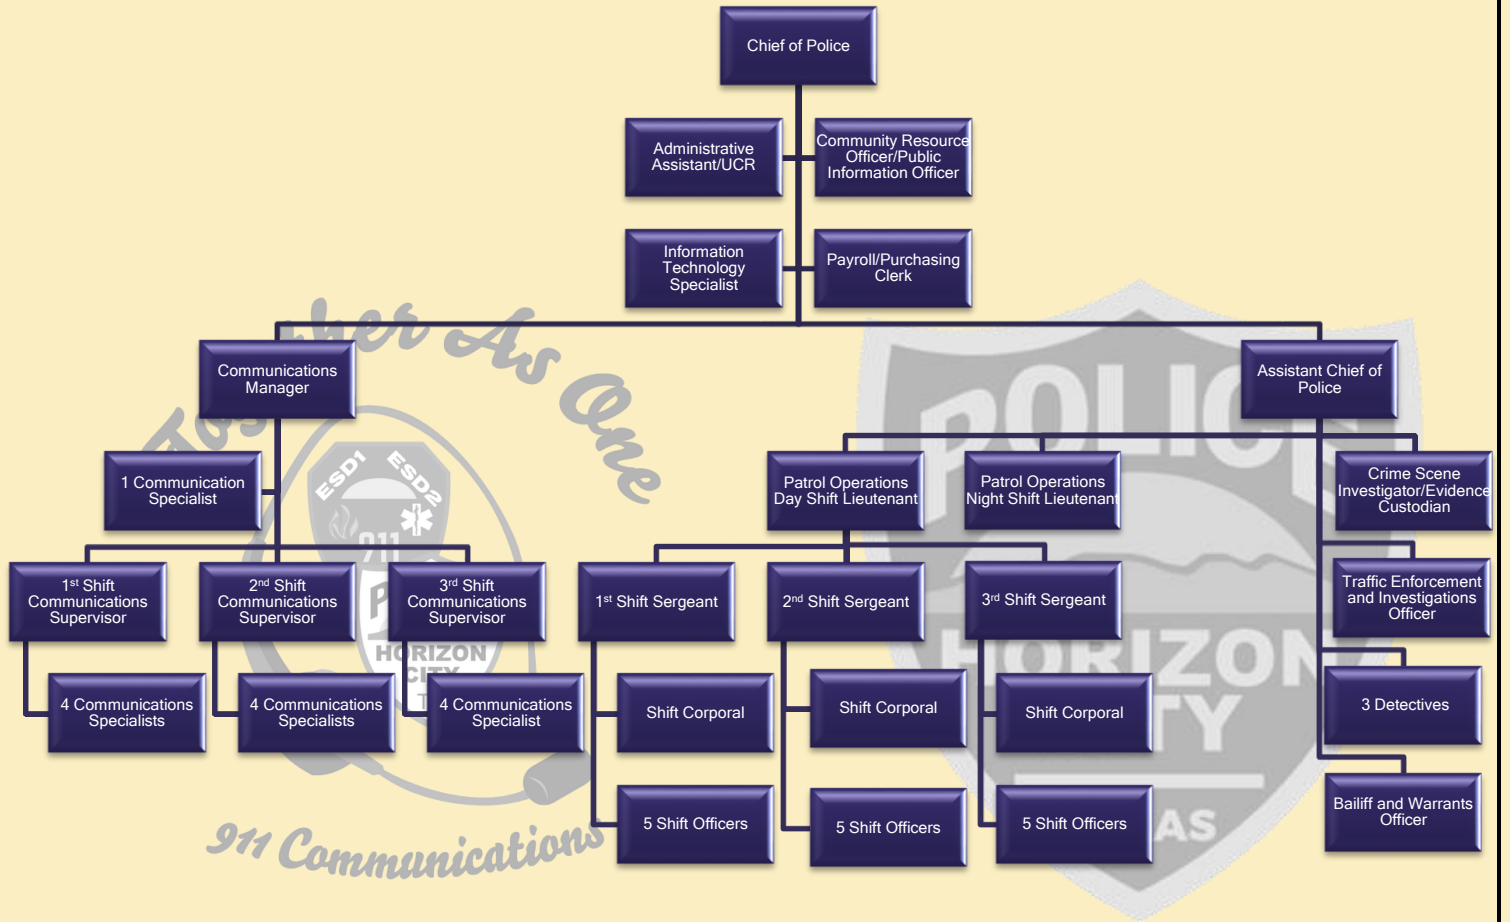 Chief of Police
Administrative
Assistant/UCR
Community Resource
Officer/Public
Information Officer
Information
Technology
Specialist
Payroll/Purchasing
Clerk
Communications
Manager
Assistant Chief of
Police
1 Communication
Specialist
Patrol Operations
Day Shift Lieutenant
Patrol Operations
Night Shift Lieutenant
Crime Scene
Investigator/Evidence
Custodian
1st Shift
Communications
Supervisor
2nd Shift
Communications
Supervisor
3rd Shift
Communications
Supervisor
1st Shift Sergeant
2nd Shift Sergeant
3rd Shift Sergeant
Traffic Enforcement
and Investigations
Officer
4 Communications
Specialists
4 Communications
Specialists
4 Communications
Specialist
Shift Corporal
Shift Corporal
Shift Corporal
3 Detectives
5 Shift Officers
5 Shift Officers
5 Shift Officers
Bailiff and Warrants
Officer
As One
ESD1 ESD2
911
HORIZON
CITY
911 Communications
HORIZON